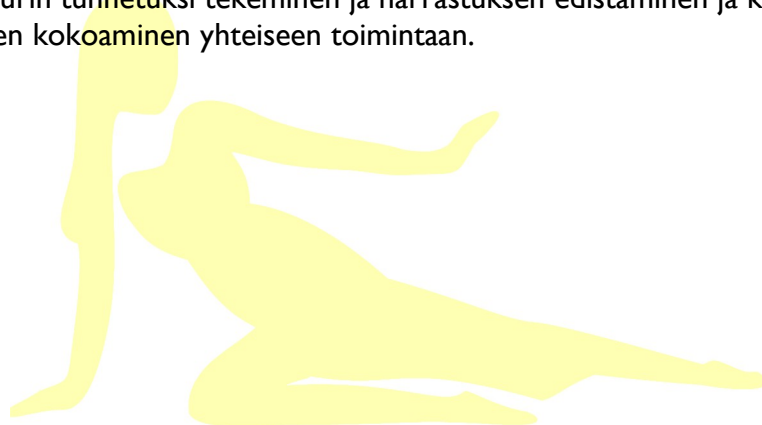 tunnetuksi tekeminen ja harrastuksen edistäminen ja
kokoaminen yhteiseen toimintaan.